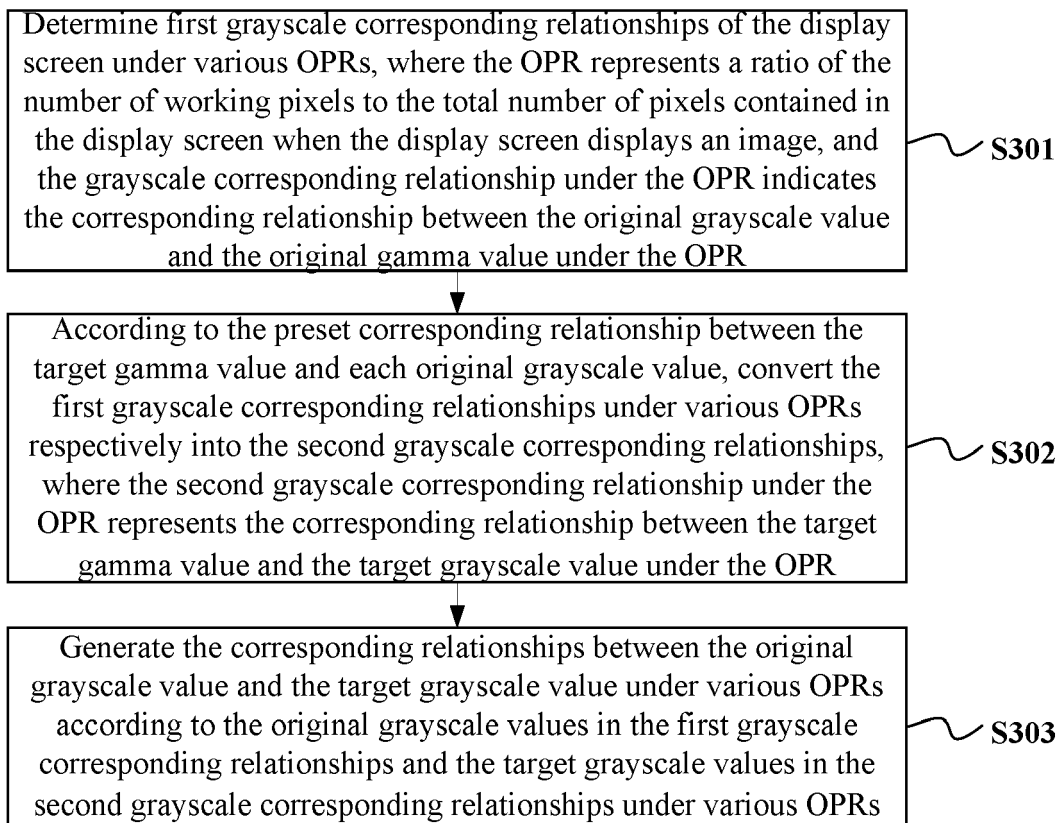 Determine first grayscale corresponding relationships of the display
screen under various OPRs, where the OPR represents a ratio of the
number of working pixels to the total number of pixels contained in
the display screen when the display screen displays an image, and
the grayscale corresponding relationship under the OPR indicates
the corresponding relationship between the original grayscale value
and the original gamma value under the OPR
S301
According to the preset corresponding relationship between the
target gamma value and each original grayscale value, convert the
first grayscale corresponding relationships under various OPRs
respectively into the second grayscale corresponding relationships,
where the second grayscale corresponding relationship under the
OPR represents the corresponding relationship between the target
gamma value and the target grayscale value under the OPR
S302
Generate the corresponding relationships between the original
grayscale value and the target grayscale value under various OPRs
according to the original grayscale values in the first grayscale
corresponding relationships and the target grayscale values in the
second grayscale corresponding relationships under various OPRs
S303